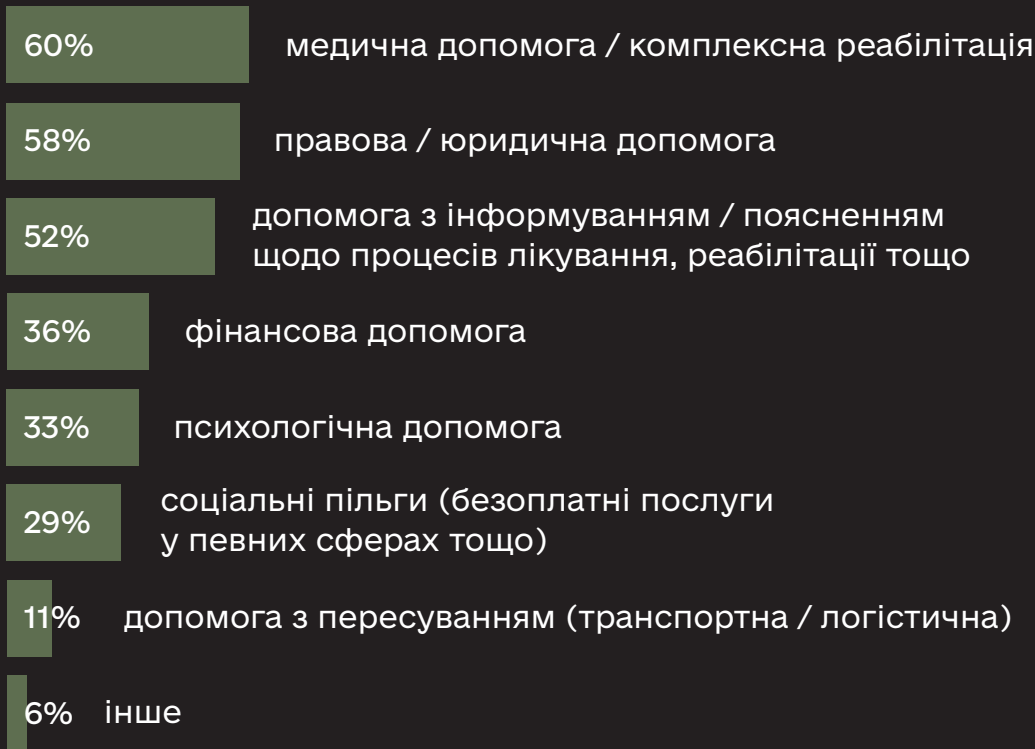 60% медична допомога / комплексна реабілітація
58% правова / юридична допомога
52% допомога з інформуванням / поясненням
щодо процесів лікування, реабілітації тощо
36% фінансова допомога
33% психологічна допомога
29% соціальні пільги (безоплатні послуги
у певних сферах тощо)
11% допомога з пересуванням (транспортна / логістична)
6% інше